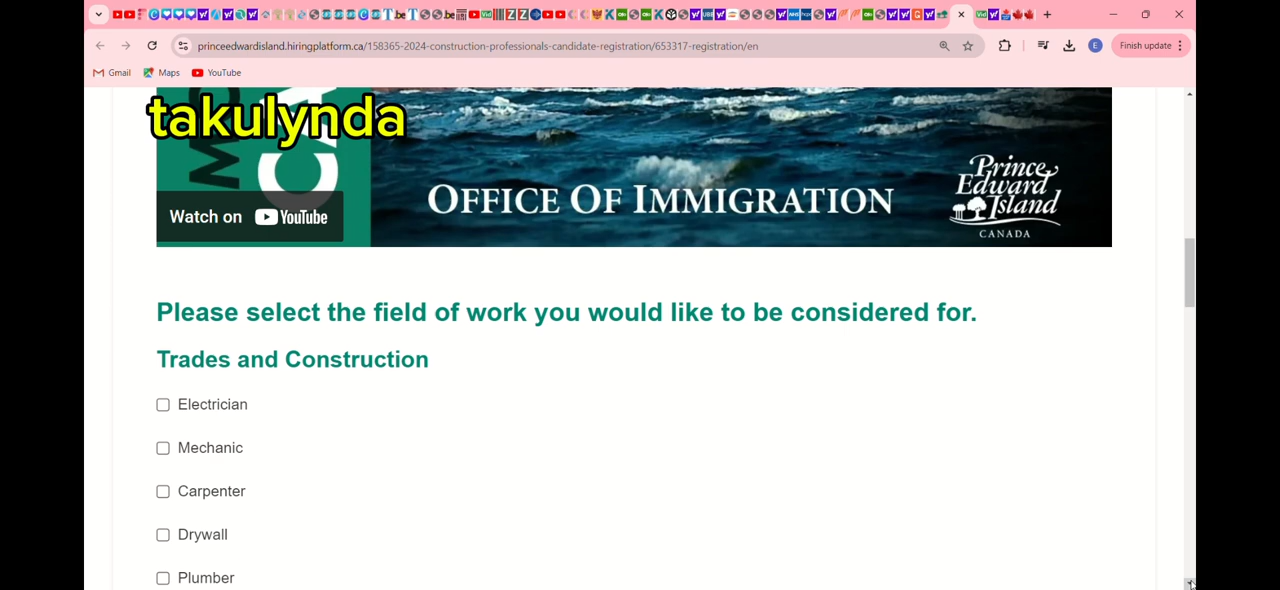 princeedwardisland.hiringplatform.ca/158365-2024-construction-professionals-candidate-registration/653317-registration/en
Finish update
Gmail
Maps
YouTube
takulynda
Watch on YouTube
OFFICE OF IMMIGRATION
Prince
Edward
Island
CANADA
Please select the field of work you would like to be considered for.
Trades and Construction
Electrician
Mechanic
Carpenter
Drywall
Plumber